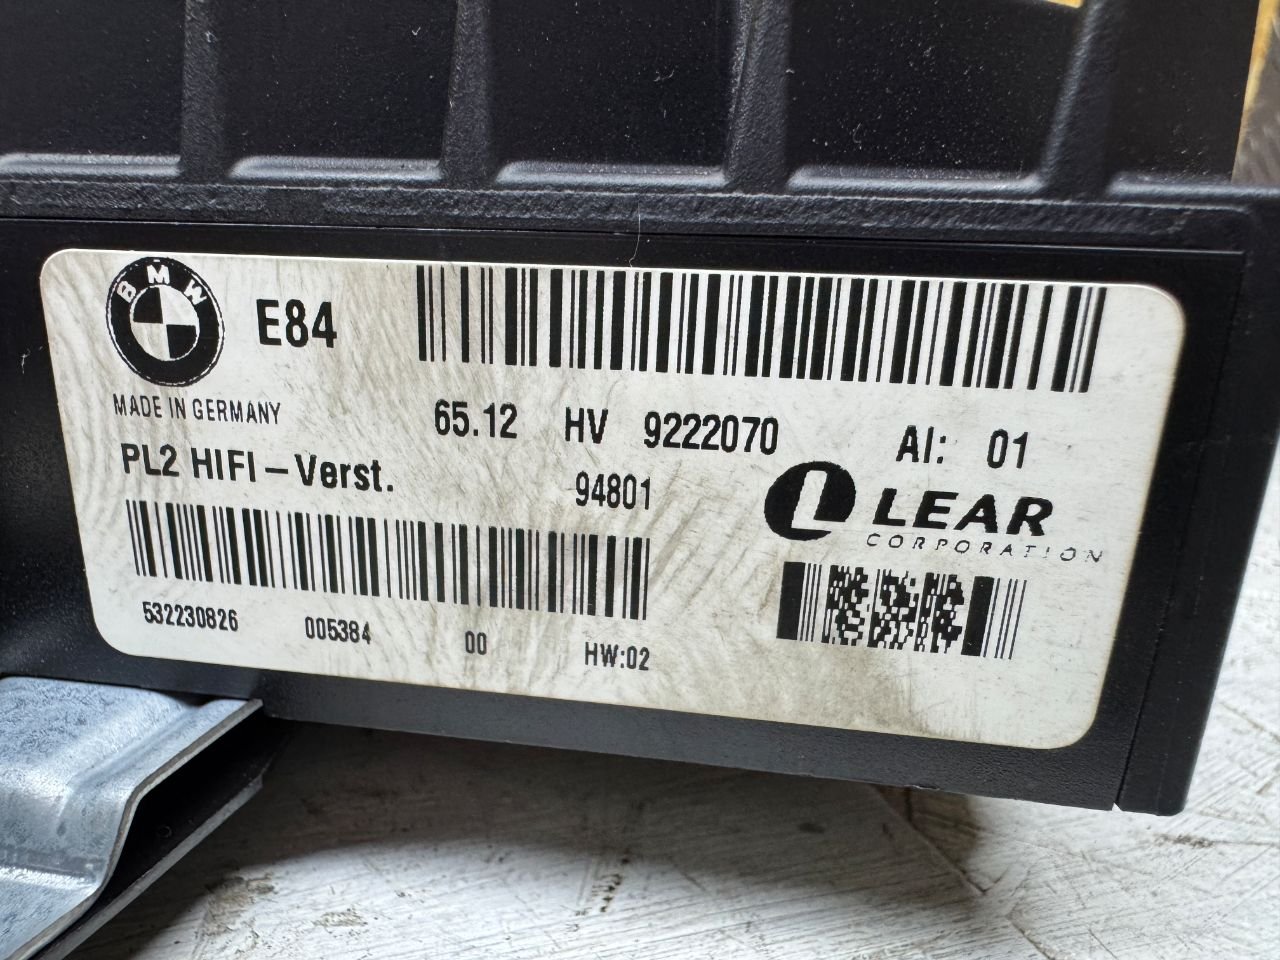 BMW
E84
MADE IN GERMANY
65.12 HV 9222070 AI: 01
PL2 HIFI-Verst. 94801
LEAR
CORPORATION
532230826 005384 00 HW:02